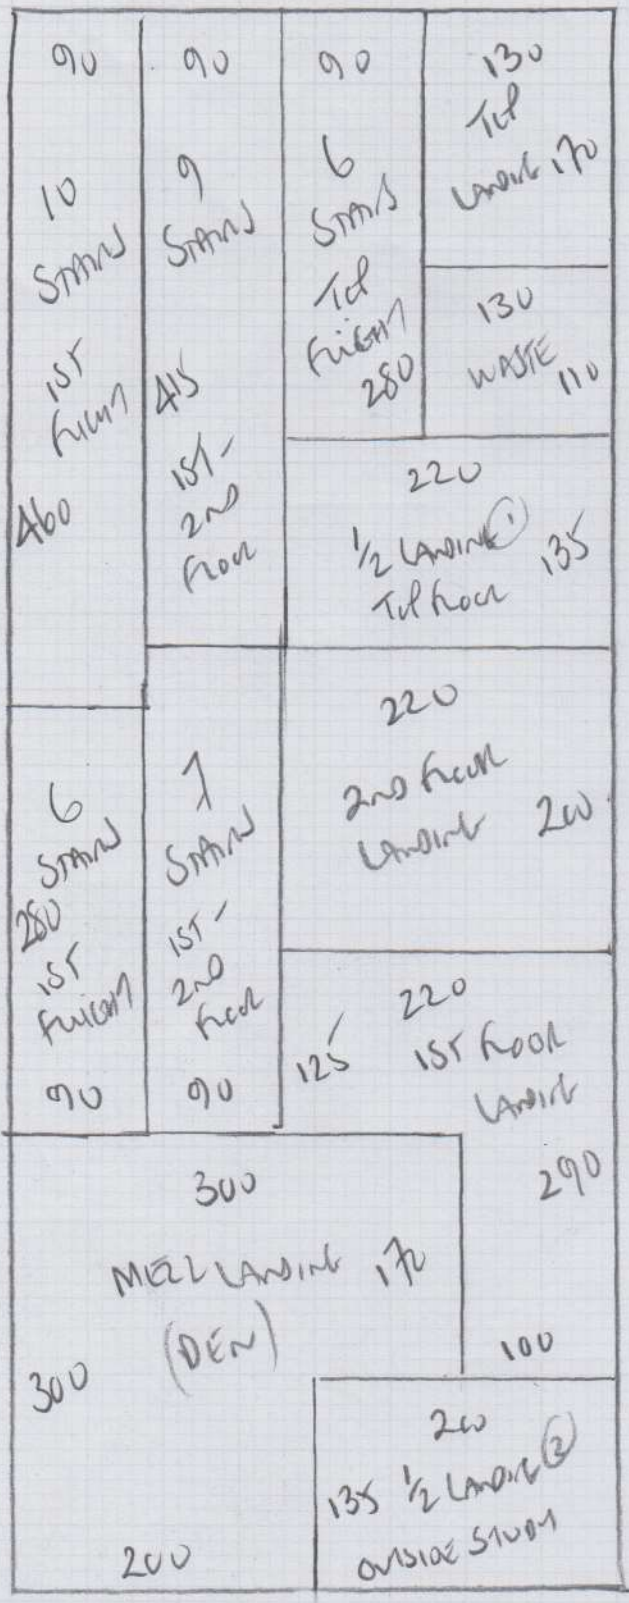 90
10
STAIRS
1ST
FLIGHT
460
90
9
STAIRS
415
1ST-
2ND
FLOOR
90
6
STAIRS
TOP
FLIGHT
280
130
TOP
LANDING 170
130
WASTE 110
220
1/2 LANDING 1
TOP FLOOR 135
6
STAIRS
280
1ST
FLIGHT
90
7
STAIRS
1ST-
2ND
FLOOR
90
220
2ND FLOOR
LANDING 200
220
125 1ST FLOOR
LANDING
290
100
300
MEZZ LANDING 170
(DEN)
300
200
200
135 1/2 LANDING 2
OUTSIDE STUDY